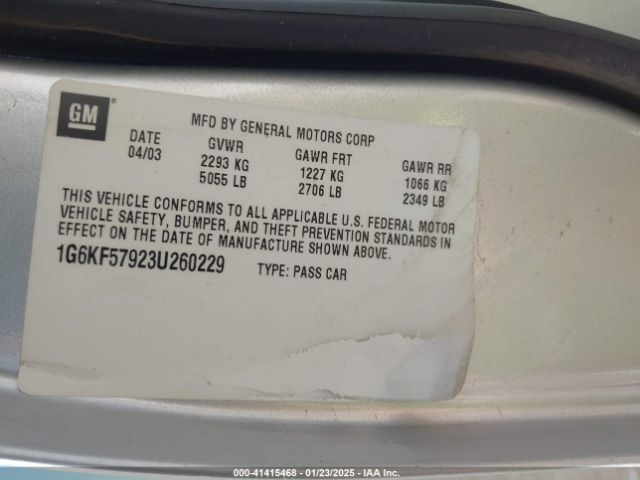 GM
MFD BY GENERAL MOTORS CORP
DATE GVWR GAWR FRT GAWR RR
04/03 2293 KG 1227 KG 1066 KG
5055 LB 2706 LB 2349 LB
THIS VEHICLE CONFORMS TO ALL APPLICABLE U.S. FEDERAL MOTOR
VEHICLE SAFETY, BUMPER, AND THEFT PREVENTION STANDARDS IN
EFFECT ON THE DATE OF MANUFACTURE SHOWN ABOVE.
1G6KF57923U260229 TYPE: PASS CAR
000-41415468 - 01/23/2025 - IAA Inc.